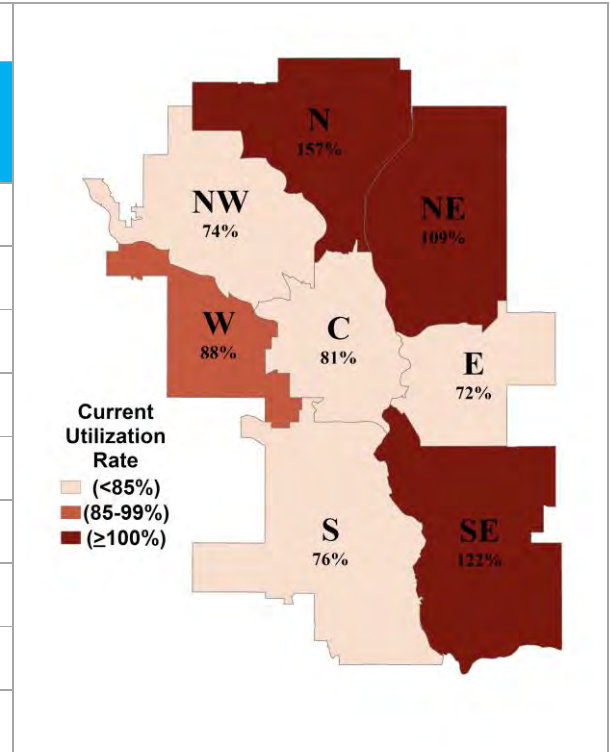 N
157%
NW
74%
NE
109%
W
88%
C
81%
E
72%
Current
Utilization
Rate
(<85%)
(85-99%)
(≥100%)
S
76%
SE
122%